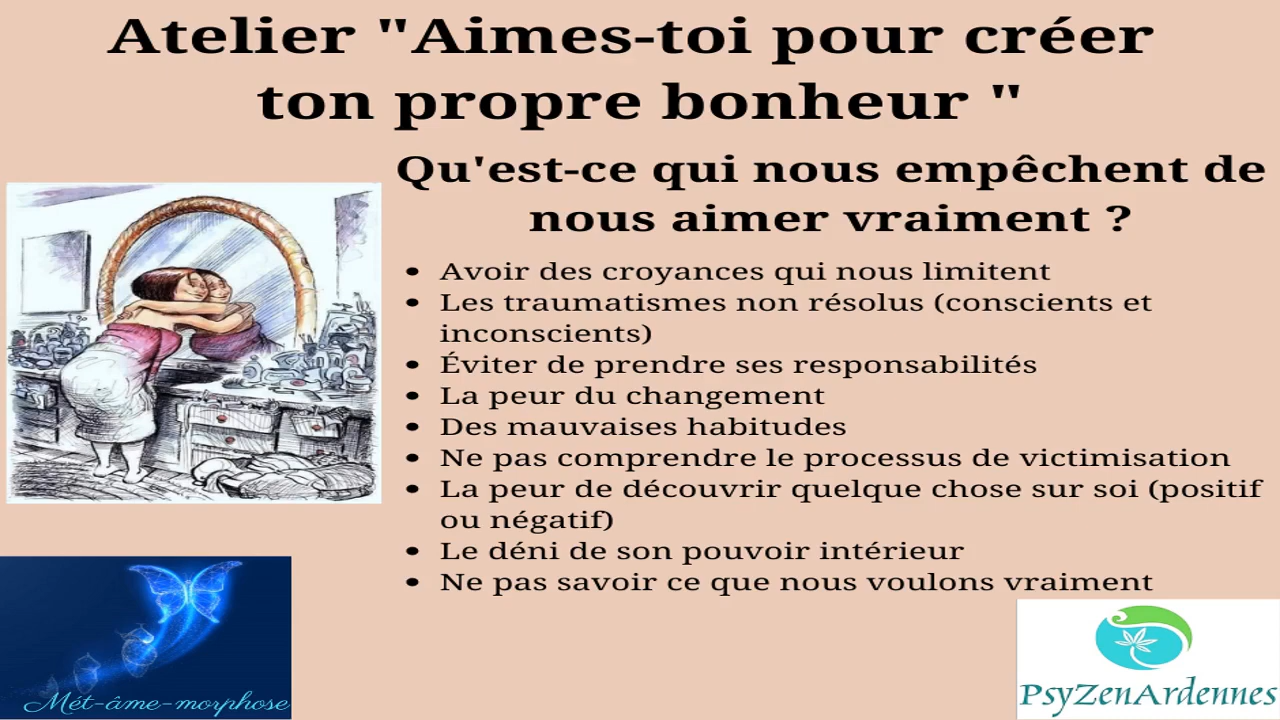 Atelier "Aimes-toi pour créer
ton propre bonheur "
Qu'est-ce qui nous empêchent de
nous aimer vraiment ?
• Avoir des croyances qui nous limitent
• Les traumatismes non résolus (conscients et
inconscients)
• Éviter de prendre ses responsabilités
• La peur du changement
• Des mauvaises habitudes
• Ne pas comprendre le processus de victimisation
• La peur de découvrir quelque chose sur soi (positif
ou négatif)
• Le déni de son pouvoir intérieur
• Ne pas savoir ce que nous voulons vraiment
Mét-âme-morphose
PsyZenArdennes